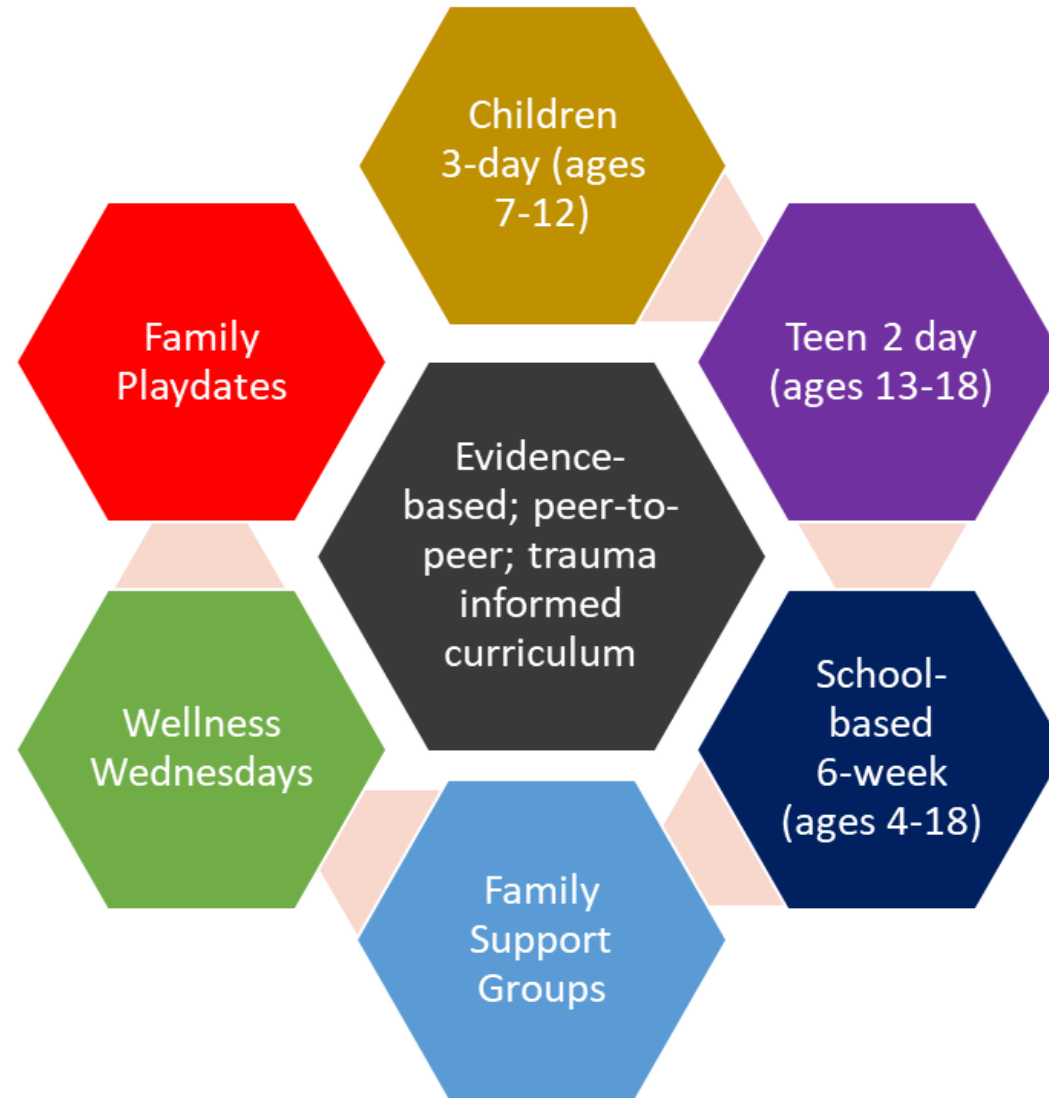 Children
3-day (ages
7-12)
Teen 2 day
(ages 13-18)
School-
based
6-week
(ages 4-18)
Family
Support
Groups
Wellness
Wednesdays
Family
Playdates
Evidence-
based; peer-to-
peer; trauma
informed
curriculum